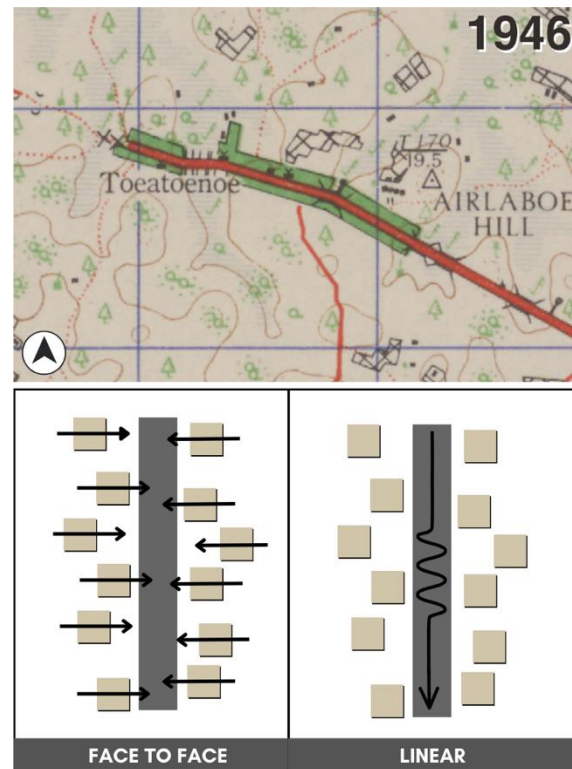 1946
T 170
19.5
Toeatoenoe
AIRLABOE
HILL
FACE TO FACE
LINEAR